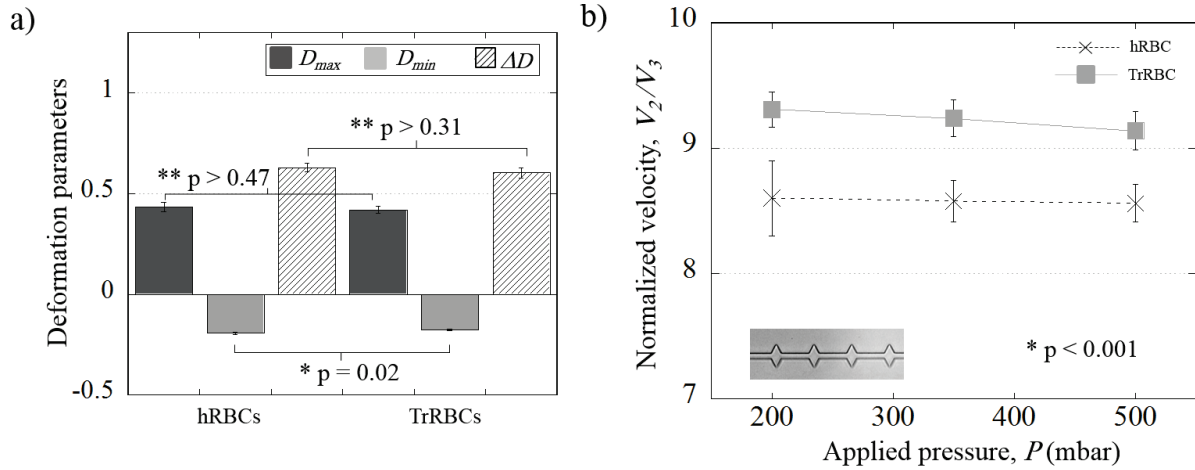 a)
D_max D_min ΔD
Deformation parameters
1
0.5
0
-0.5
** p > 0.31
** p > 0.47
* p = 0.02
hRBCs TrRBCs
b)
Normalized velocity, V_2/V_3
10
9
8
7
hRBC
TrRBC
* p < 0.001
200 300 400 500
Applied pressure, P (mbar)